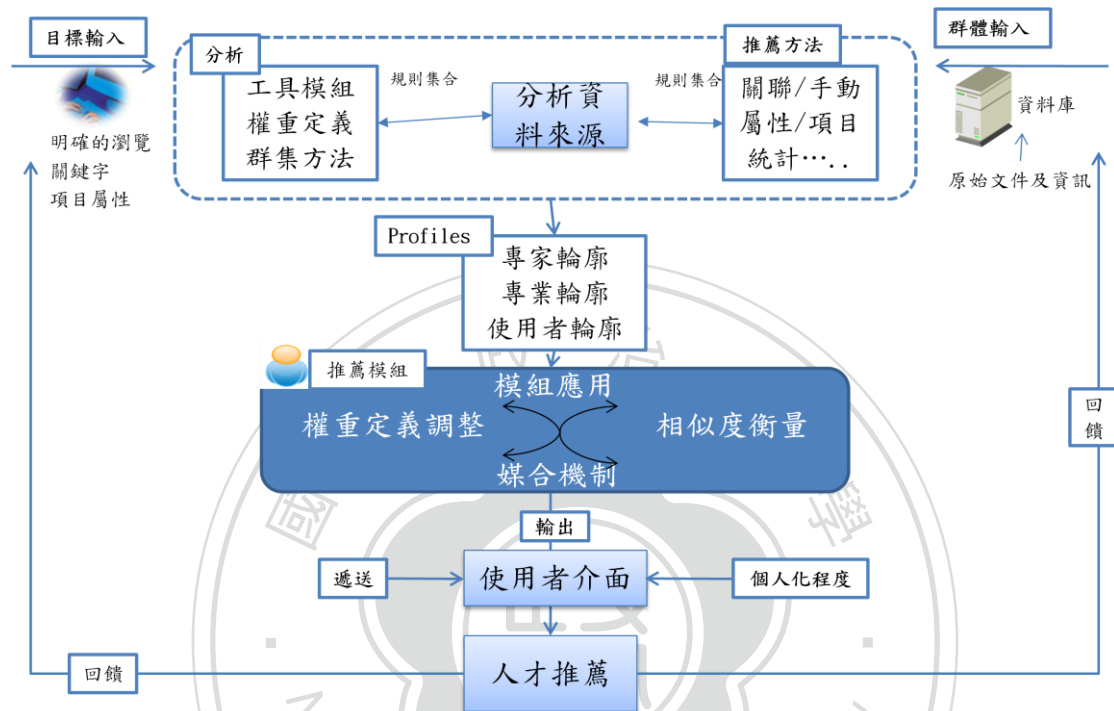 目標輸入
群體輸入
分析
推薦方法
工具模組
權重定義
群集方法
規則集合
分析資
料來源
規則集合
關聯/手動
屬性/項目
統計…..
明確的瀏覽
關鍵字
項目屬性
資料庫
原始文件及資訊
Profiles
專家輪廓
專業輪廓
使用者輪廓
推薦模組
模組應用
權重定義調整
相似度衡量
媒合機制
回
饋
輸出
遞送
使用者介面
個人化程度
回饋
人才推薦
國
政
治
學